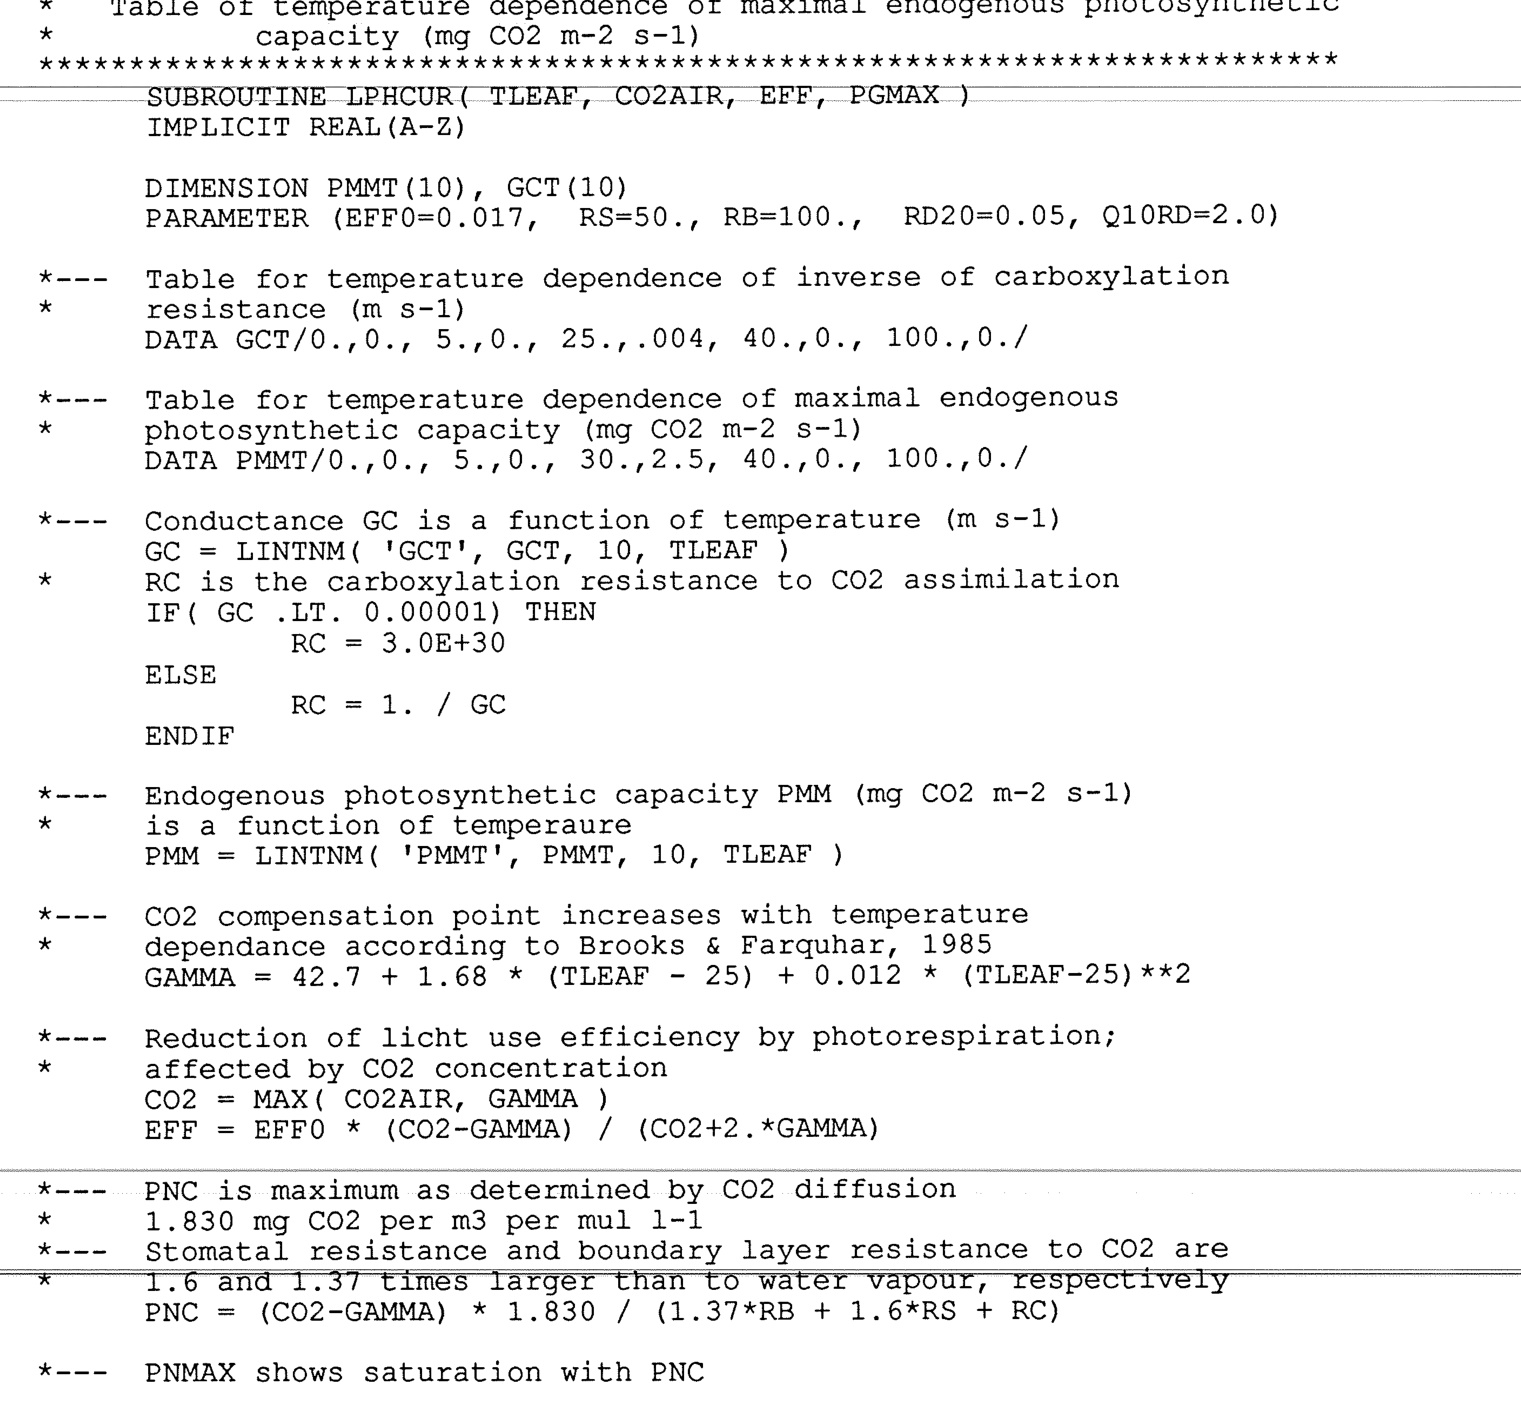 *   Table of temperature dependence of maximal endogenous photosynthetic
*           capacity (mg CO2 m-2 s-1)
************************************************************************
      SUBROUTINE LPHCUR( TLEAF, CO2AIR, EFF, PGMAX )
      IMPLICIT REAL(A-Z)

      DIMENSION PMMT(10), GCT(10)
      PARAMETER (EFF0=0.017,  RS=50., RB=100.,  RD20=0.05, Q10RD=2.0)

*---  Table for temperature dependence of inverse of carboxylation
*     resistance (m s-1)
      DATA GCT/0.,0., 5.,0., 25.,.004, 40.,0., 100.,0./

*---  Table for temperature dependence of maximal endogenous
*     photosynthetic capacity (mg CO2 m-2 s-1)
      DATA PMMT/0.,0., 5.,0., 30.,2.5, 40.,0., 100.,0./

*---  Conductance GC is a function of temperature (m s-1)
      GC = LINTNM( 'GCT', GCT, 10, TLEAF )
*     RC is the carboxylation resistance to CO2 assimilation
      IF( GC .LT. 0.00001) THEN
              RC = 3.0E+30
      ELSE
              RC = 1. / GC
      ENDIF

*---  Endogenous photosynthetic capacity PMM (mg CO2 m-2 s-1)
*     is a function of temperaure
      PMM = LINTNM( 'PMMT', PMMT, 10, TLEAF )

*---  CO2 compensation point increases with temperature
*     dependance according to Brooks & Farquhar, 1985
      GAMMA = 42.7 + 1.68 * (TLEAF - 25) + 0.012 * (TLEAF-25)**2

*---  Reduction of licht use efficiency by photorespiration;
*     affected by CO2 concentration
      CO2 = MAX( CO2AIR, GAMMA )
      EFF = EFF0 * (CO2-GAMMA) / (CO2+2.*GAMMA)

*---  PNC is maximum as determined by CO2 diffusion
*     1.830 mg CO2 per m3 per mul l-1
*---  Stomatal resistance and boundary layer resistance to CO2 are
*     1.6 and 1.37 times larger than to water vapour, respectively
      PNC = (CO2-GAMMA) * 1.830 / (1.37*RB + 1.6*RS + RC)

*---  PNMAX shows saturation with PNC